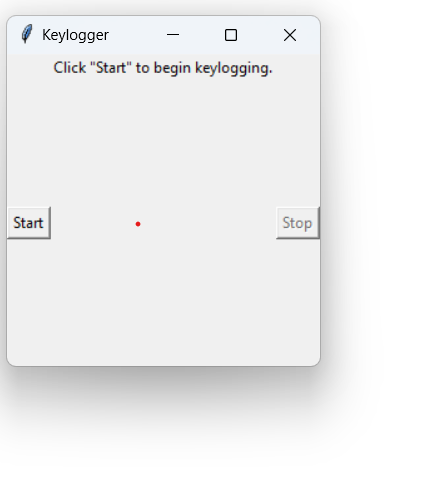 Keylogger
Click "Start" to begin keylogging.
Start
Stop